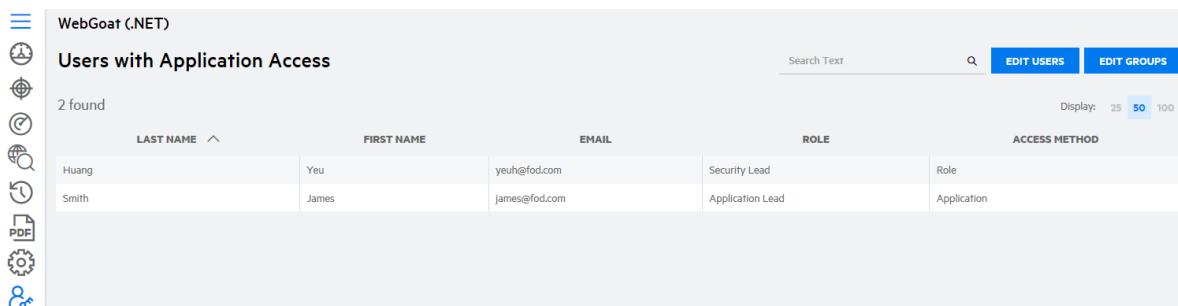 WebGoat (.NET)
Users with Application Access
Search Text
EDIT USERS
EDIT GROUPS
2 found
Display: 25 50 100
LAST NAME FIRST NAME EMAIL ROLE ACCESS METHOD
Huang Yeu yeuh@fod.com Security Lead Role
Smith James james@fod.com Application Lead Application
PDF